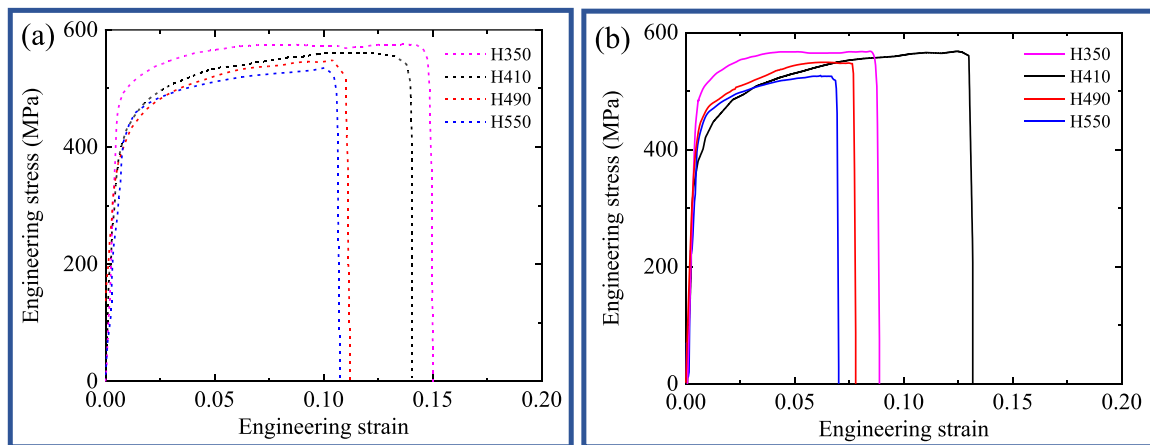 (a)
600
400
200
0
0.00 0.05 0.10 0.15 0.20
Engineering stress (MPa)
Engineering strain
H350
H410
H490
H550
(b)
600
400
200
0
0.00 0.05 0.10 0.15 0.20
Engineering stress (MPa)
Engineering strain
H350
H410
H490
H550